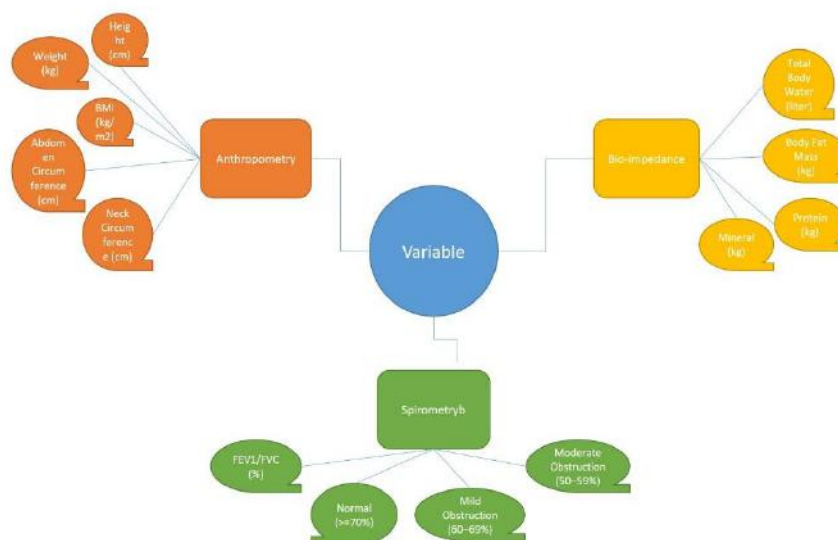 Heig
ht
(cm)
Weight
(kg)
BMI
(kg/
m2)
Abdom
en
Circum
ference
(cm)
Neck
Circum
ferenc
e (cm)
Anthropometry
Variable
Bio-impedance
Total
Body
Water
(liter)
Body Fat
Mass
(kg)
Protein
(kg)
Mineral
(kg)
Spirometryb
FEV1/FVC
(%)
Normal
(>=70%)
Mild
Obstruction
(60–69%)
Moderate
Obstruction
(50–59%)